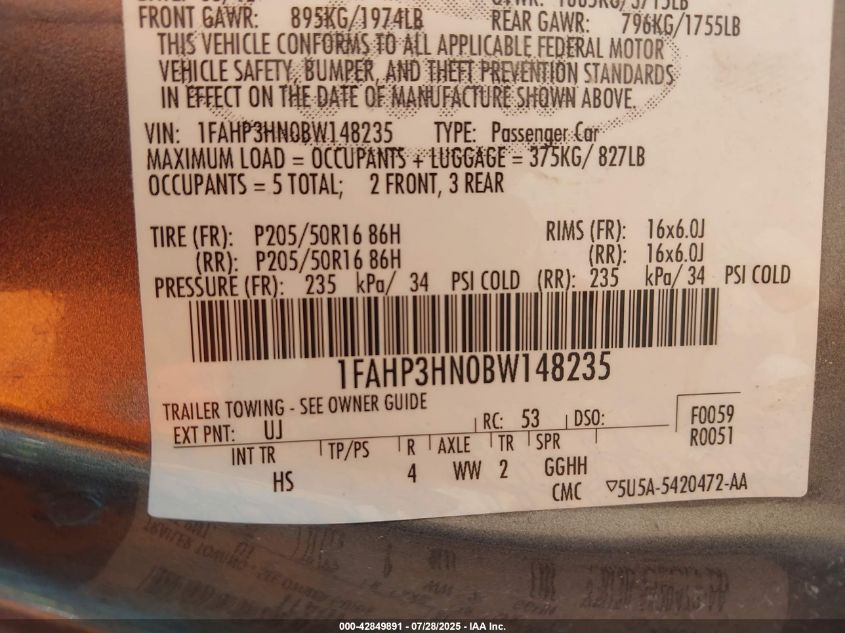 FRONT GAWR: 895KG/1974LB REAR GAWR: 796KG/1755LB
THIS VEHICLE CONFORMS TO ALL APPLICABLE FEDERAL MOTOR
VEHICLE SAFETY, BUMPER, AND THEFT PREVENTION STANDARDS
IN EFFECT ON THE DATE OF MANUFACTURE SHOWN ABOVE.
VIN: 1FAHP3HN0BW148235 TYPE: Passenger Car
MAXIMUM LOAD = OCCUPANTS + LUGGAGE = 375KG/ 827LB
OCCUPANTS = 5 TOTAL; 2 FRONT, 3 REAR
TIRE (FR): P205/50R16 86H RIMS (FR): 16x6.0J
(RR): P205/50R16 86H (RR): 16x6.0J
PRESSURE (FR): 235 kPa/ 34 PSI COLD (RR): 235 kPa/ 34 PSI COLD
1FAHP3HN0BW148235
TRAILER TOWING - SEE OWNER GUIDE
EXT PNT: UJ RC: 53 DSO: F0059
R0051
INT TR TP/PS R AXLE TR SPR
HS 4 WW 2 GGHH
CMC ▽5U5A-5420472-AA
000-42849891 - 07/28/2025 - IAA Inc.